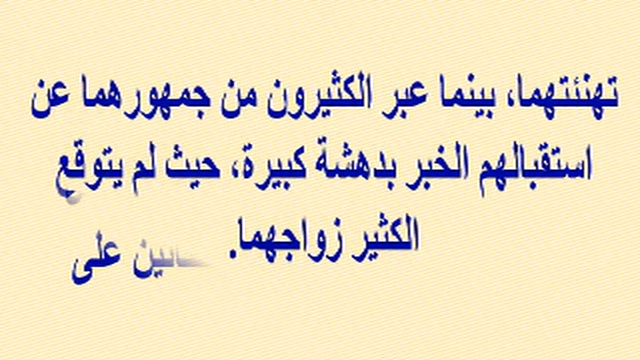 تهنئتهما، بينما عبر الكثيرون من جمهورهما عن
استقبالهم الخبر بدهشة كبيرة، حيث لم يتوقع
الكثير زواجهما.
على